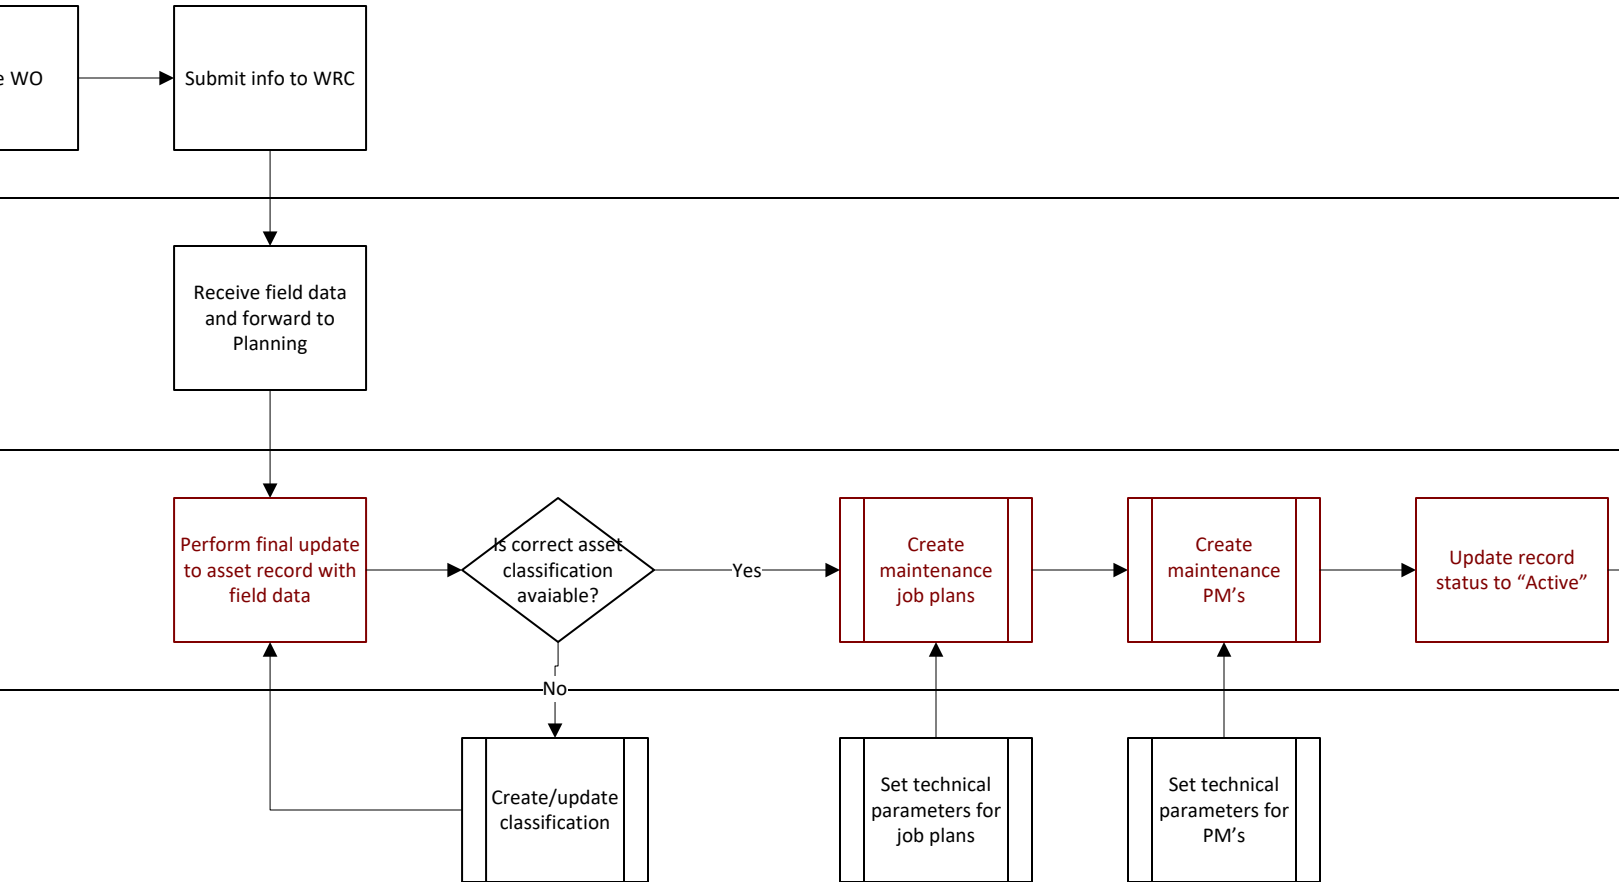 e WO
Submit info to WRC
Receive field data
and forward to
Planning
Perform final update
to asset record with
field data
Is correct asset
classification
avaiable?
Yes
Create
maintenance
job plans
Create
maintenance
PM's
Update record
status to “Active”
No
Create/update
classification
Set technical
parameters for
job plans
Set technical
parameters for
PM's